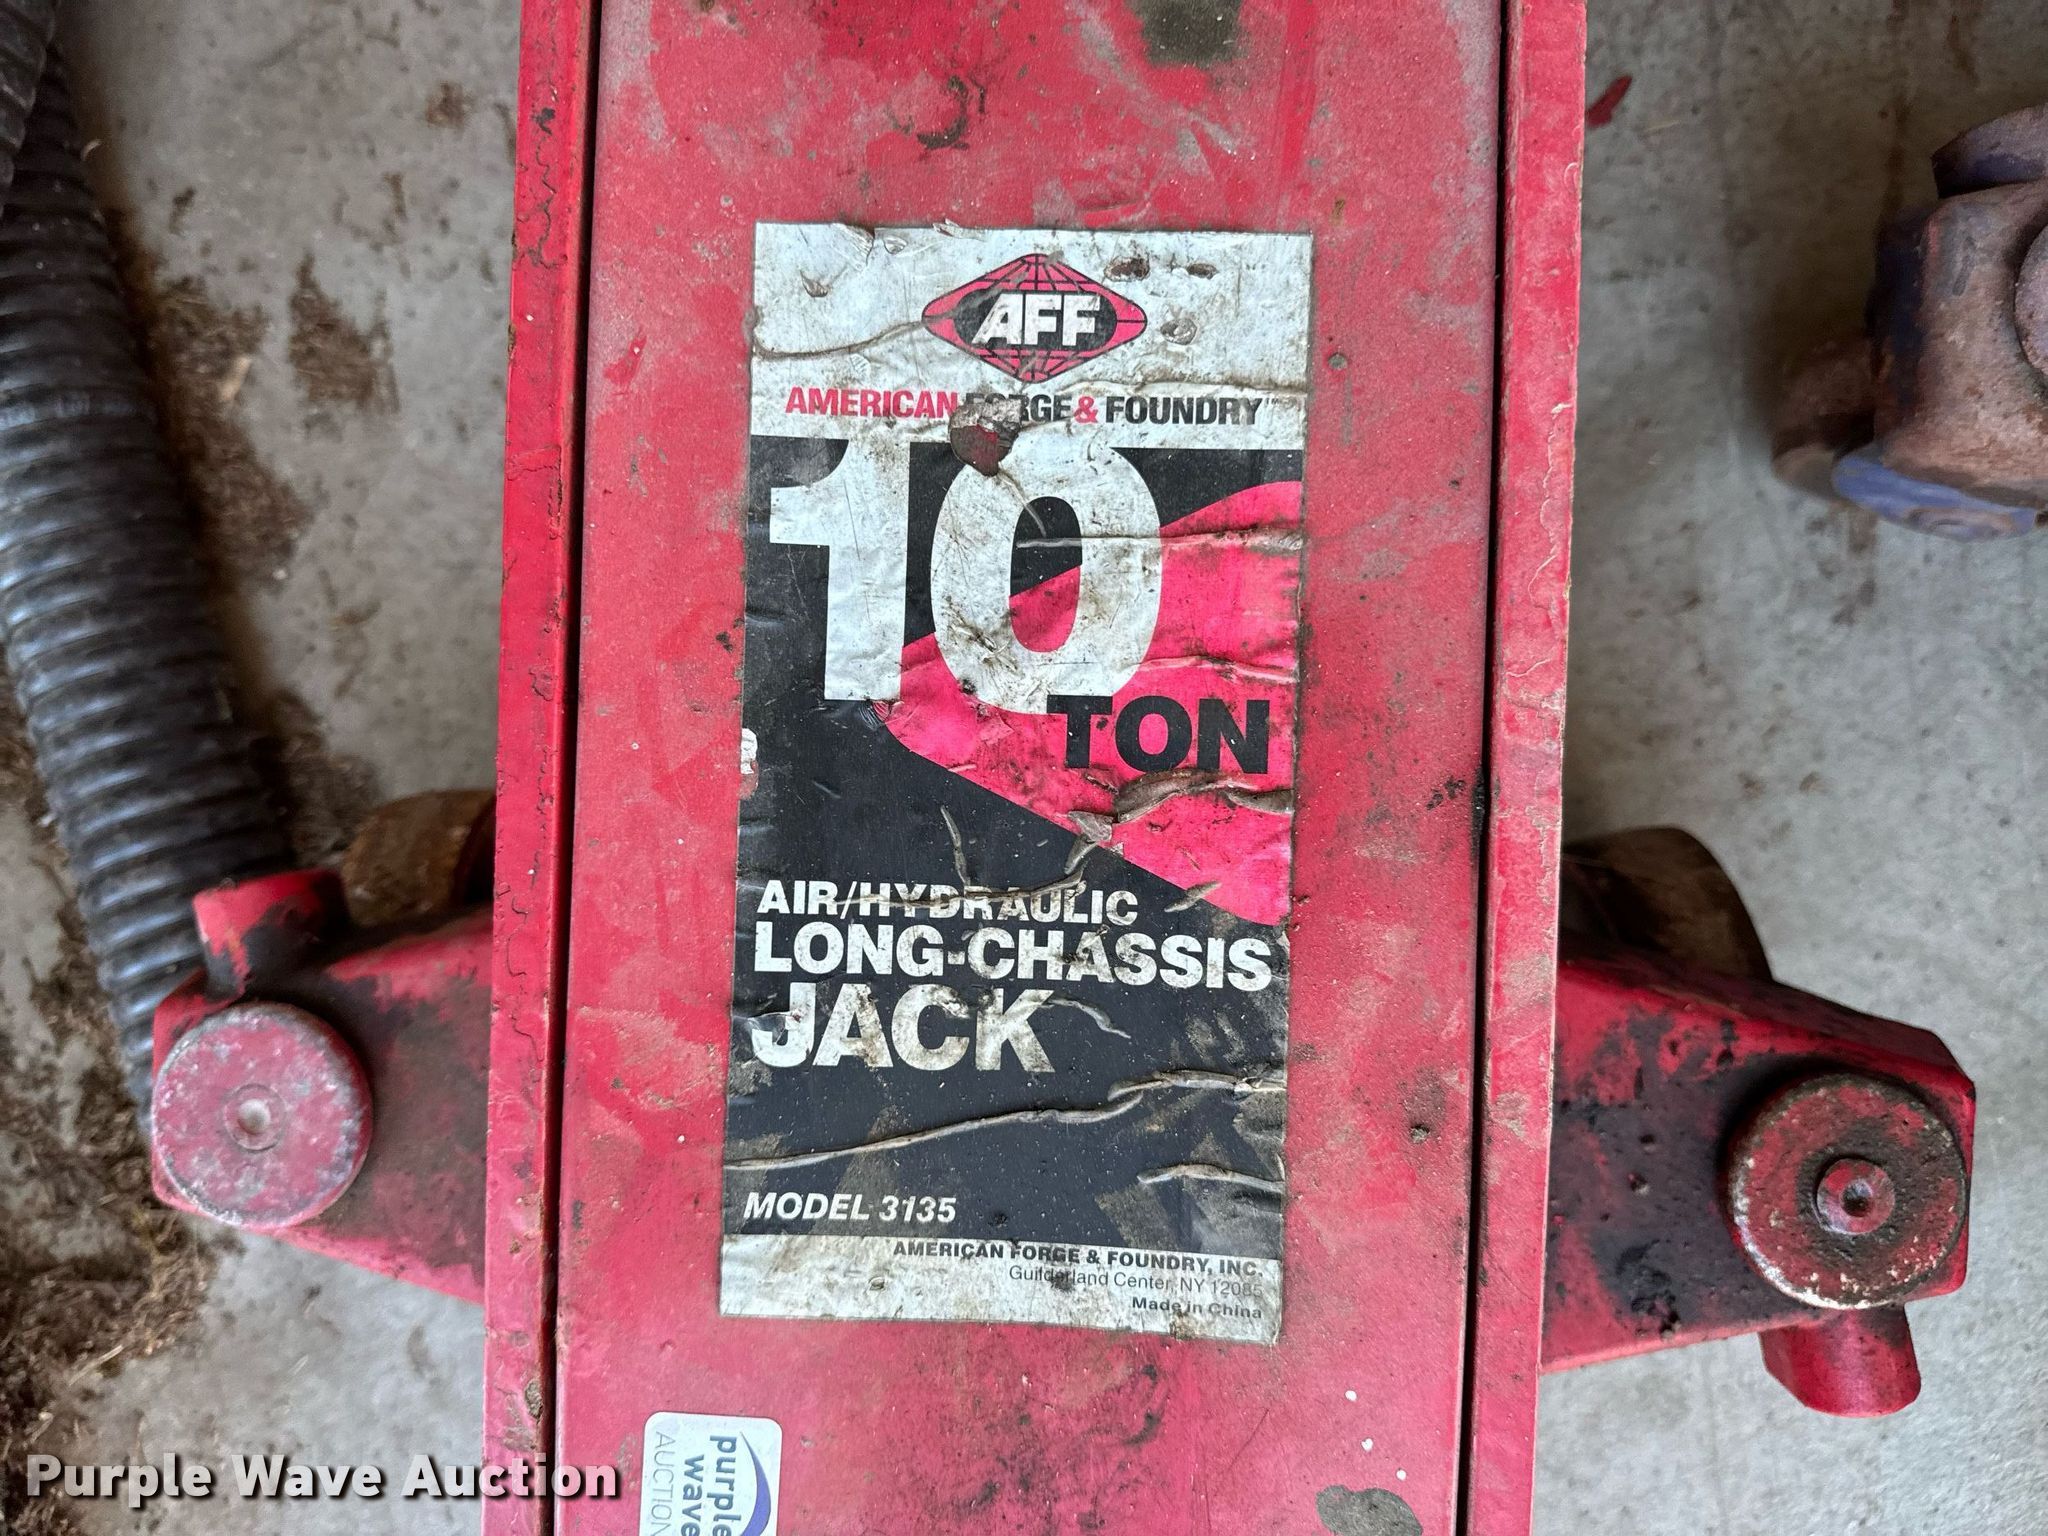 AFF
AMERICAN FORGE & FOUNDRY
10
TON
AIR/HYDRAULIC
LONG-CHASSIS
JACK
MODEL 3135
AMERICAN FORGE & FOUNDRY, INC.
Guilderland Center, NY 12085
Made in China
purple
wave
AUCTION
Purple Wave Auction